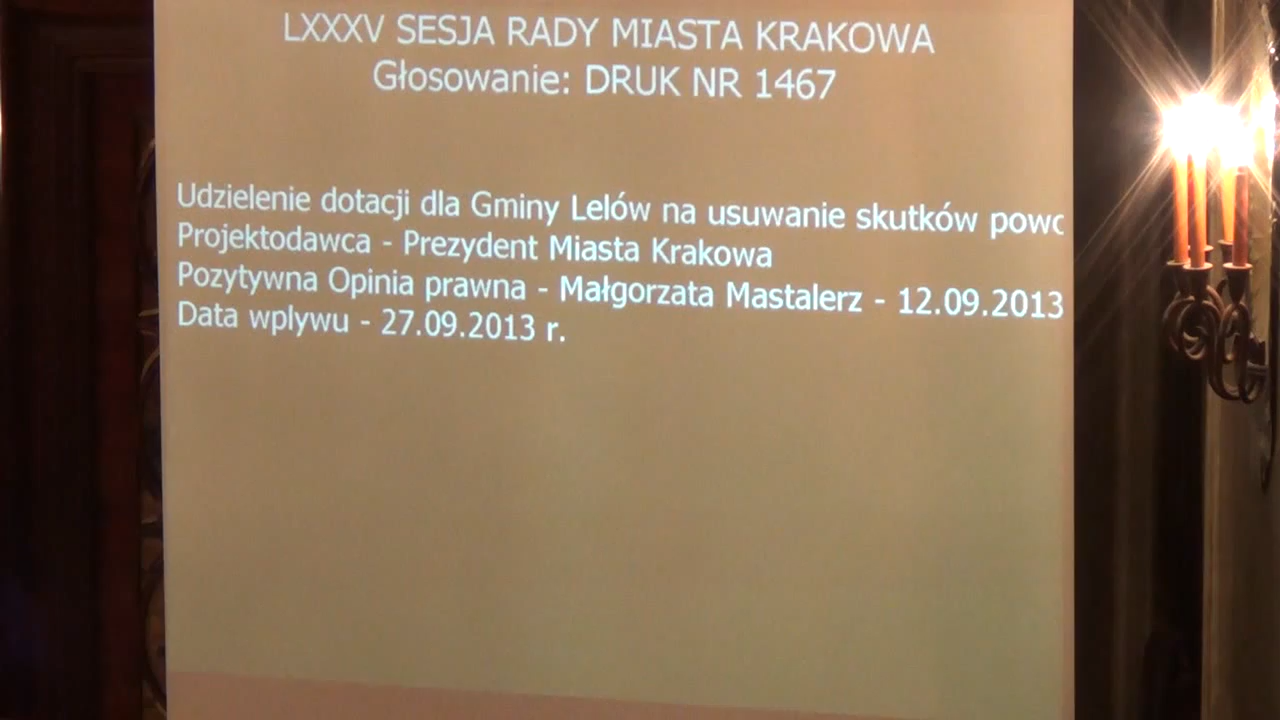 LXXXV SESJA RADY MIASTA KRAKOWA
Głosowanie: DRUK NR 1467
Udzielenie dotacji dla Gminy Lelów na usuwanie skutków
Projektodawca - Prezydent Miasta Krakowa
Pozytywna Opinia prawna - Małgorzata Mastalerz - 12.09.2013
Data wplywu - 27.09.2013 r.